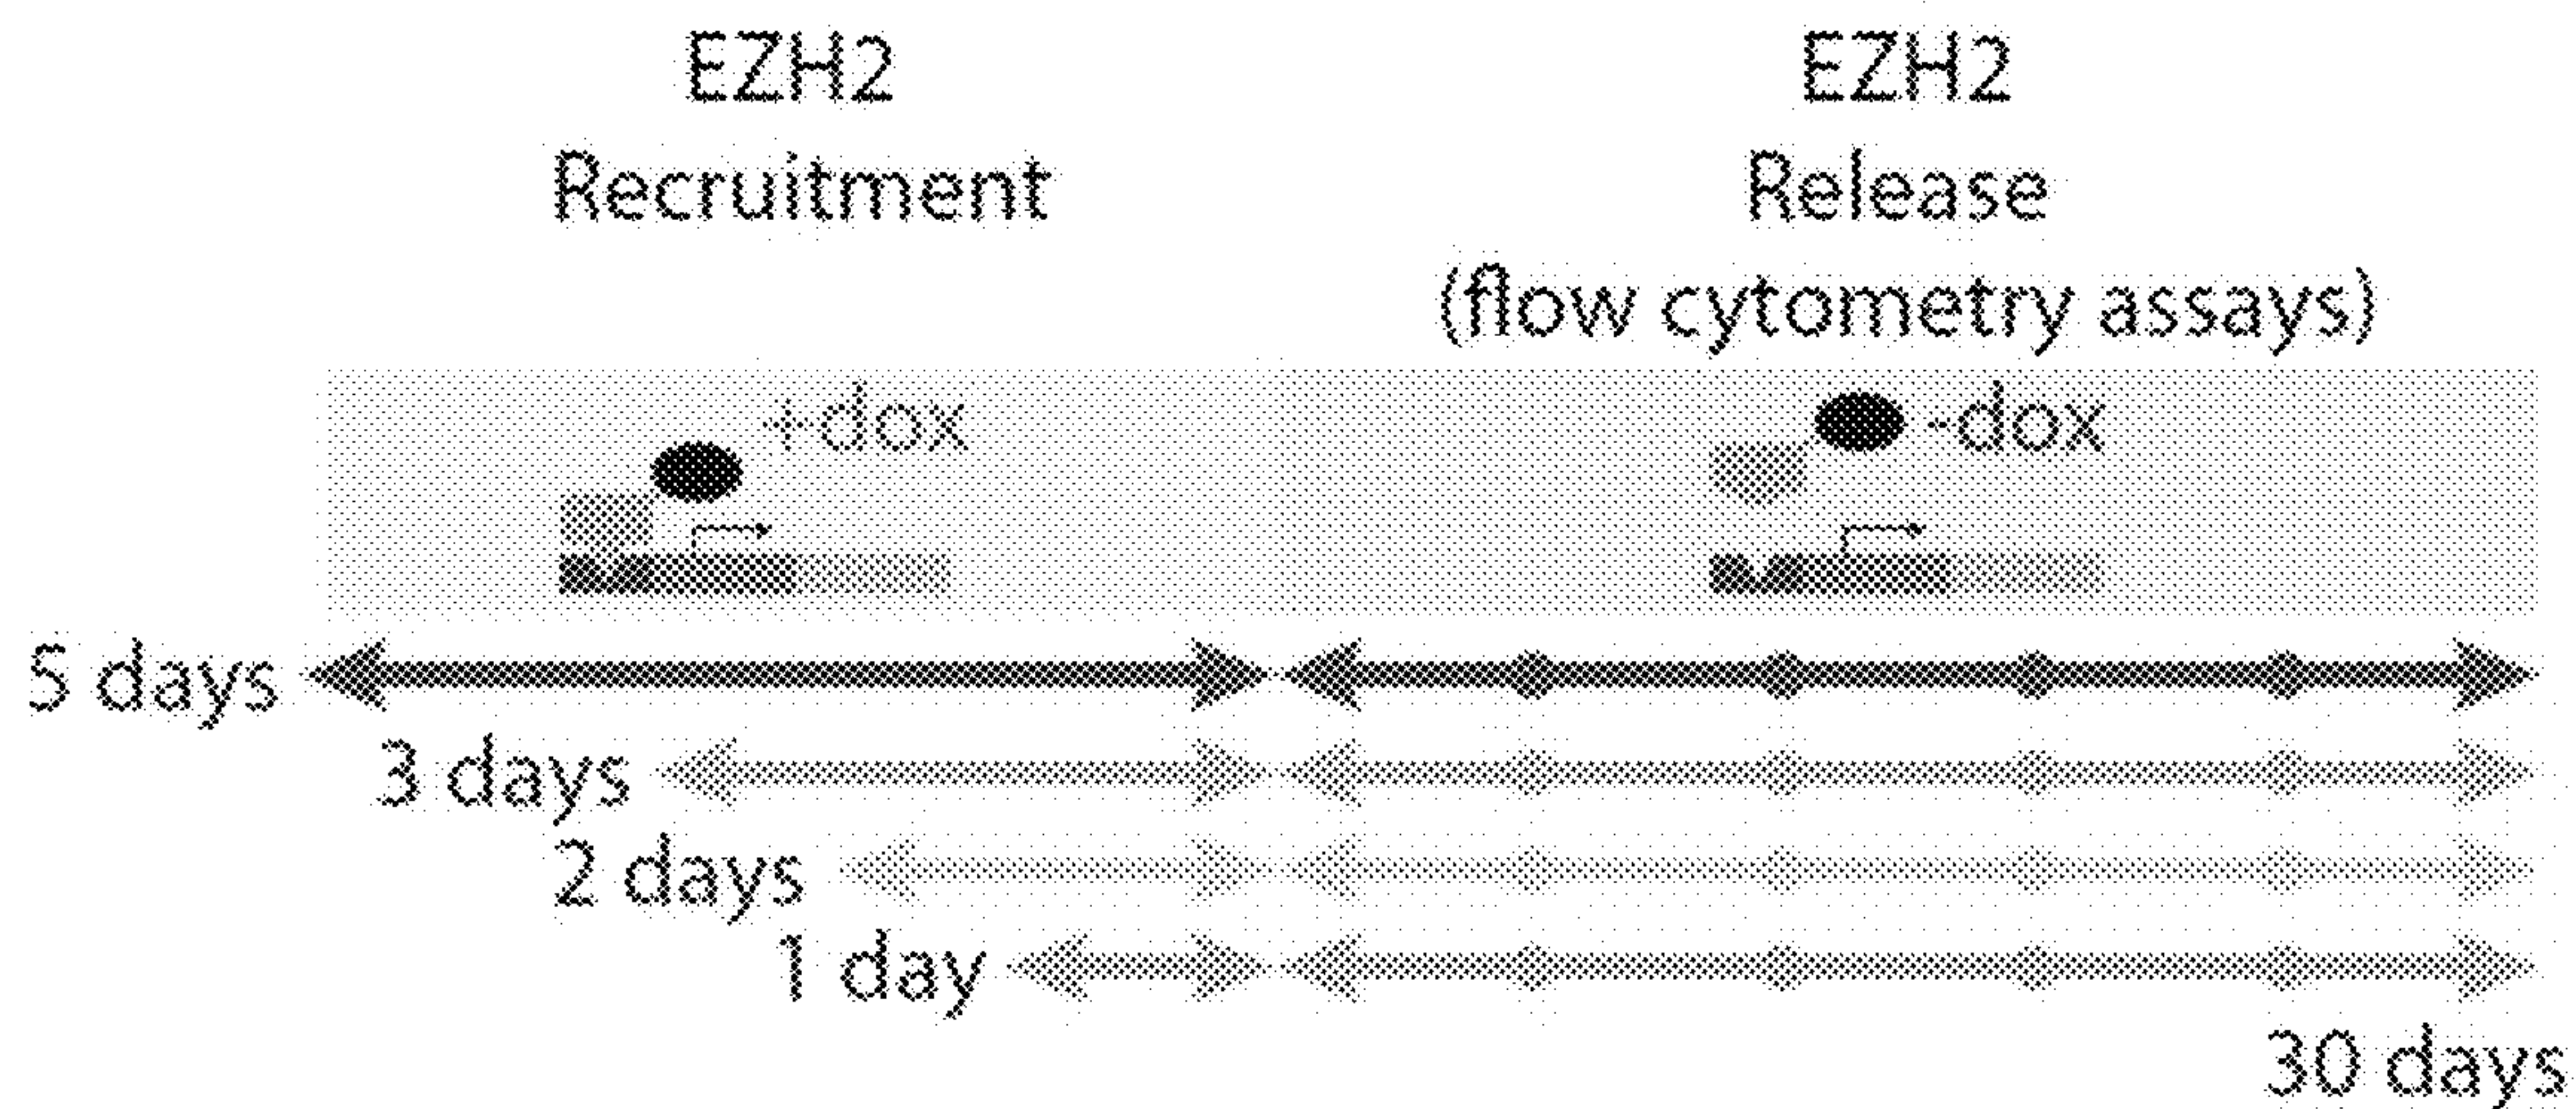 EZH2
Recruitment
EZH2
Release
(flow cytometry assays)
+dox
-dox
5 days
3 days
2 days
1 day
30 days